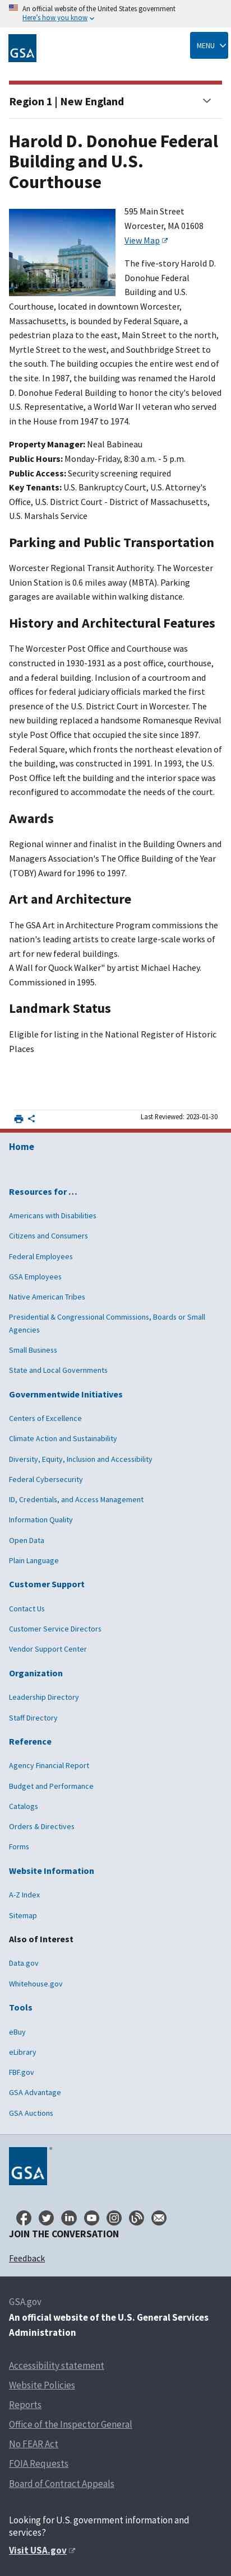 An official website of the United States government
Here's how you know
GSA
MENU
Region 1 | New England
Harold D. Donohue Federal
Building and U.S.
Courthouse
595 Main Street
Worcester, MA 01608
View Map
The five-story Harold D.
Donohue Federal
Building and U.S.
Courthouse, located in downtown Worcester,
Massachusetts, is bounded by Federal Square, a
pedestrian plaza to the east, Main Street to the north,
Myrtle Street to the west, and Southbridge Street to
the south. The building occupies the entire west end of
the site. In 1987, the building was renamed the Harold
D. Donohue Federal Building to honor the city's beloved
U.S. Representative, a World War II veteran who served
in the House from 1947 to 1974.
Property Manager: Neal Babineau
Public Hours: Monday-Friday, 8:30 a.m. - 5 p.m.
Public Access: Security screening required
Key Tenants: U.S. Bankruptcy Court, U.S. Attorney's
Office, U.S. District Court - District of Massachusetts,
U.S. Marshals Service
Parking and Public Transportation
Worcester Regional Transit Authority. The Worcester
Union Station is 0.6 miles away (MBTA). Parking
garages are available within walking distance.
History and Architectural Features
The Worcester Post Office and Courthouse was
constructed in 1930-1931 as a post office, courthouse,
and a federal building. Inclusion of a courtroom and
offices for federal judiciary officials marked the first
time that federal court was held in Worcester. The
new building replaced a handsome Romanesque Revival
style Post Office that occupied the site since 1897.
Federal Square, which fronts the northeast elevation of
the building, was constructed in 1991. In 1993, the U.S.
Post Office left the building and the interior space was
reconfigured to accommodate the needs of the court.
Awards
Regional winner and finalist in the Building Owners and
Managers Association's The Office Building of the Year
(TOBY) Award for 1996 to 1997.
Art and Architecture
The GSA Art in Architecture Program commissions the
nation's leading artists to create large-scale works of
art for new federal buildings.
A Wall for Quock Walker" by artist Michael Hachey.
Commissioned in 1995.
Landmark Status
Eligible for listing in the National Register of Historic
Places
Last Reviewed: 2023-01-30
Home
Resources for …
Americans with Disabilities
Citizens and Consumers
Federal Employees
GSA Employees
Native American Tribes
Presidential & Congressional Commissions, Boards or Small
Agencies
Small Business
State and Local Governments
Governmentwide Initiatives
Centers of Excellence
Climate Action and Sustainability
Diversity, Equity, Inclusion and Accessibility
Federal Cybersecurity
ID, Credentials, and Access Management
Information Quality
Open Data
Plain Language
Customer Support
Contact Us
Customer Service Directors
Vendor Support Center
Organization
Leadership Directory
Staff Directory
Reference
Agency Financial Report
Budget and Performance
Catalogs
Orders & Directives
Forms
Website Information
A-Z Index
Sitemap
Also of Interest
Data.gov
Whitehouse.gov
Tools
eBuy
eLibrary
FBF.gov
GSA Advantage
GSA Auctions
GSA
JOIN THE CONVERSATION
Feedback
GSA.gov
An official website of the U.S. General Services
Administration
Accessibility statement
Website Policies
Reports
Office of the Inspector General
No FEAR Act
FOIA Requests
Board of Contract Appeals
Looking for U.S. government information and
services?
Visit USA.gov